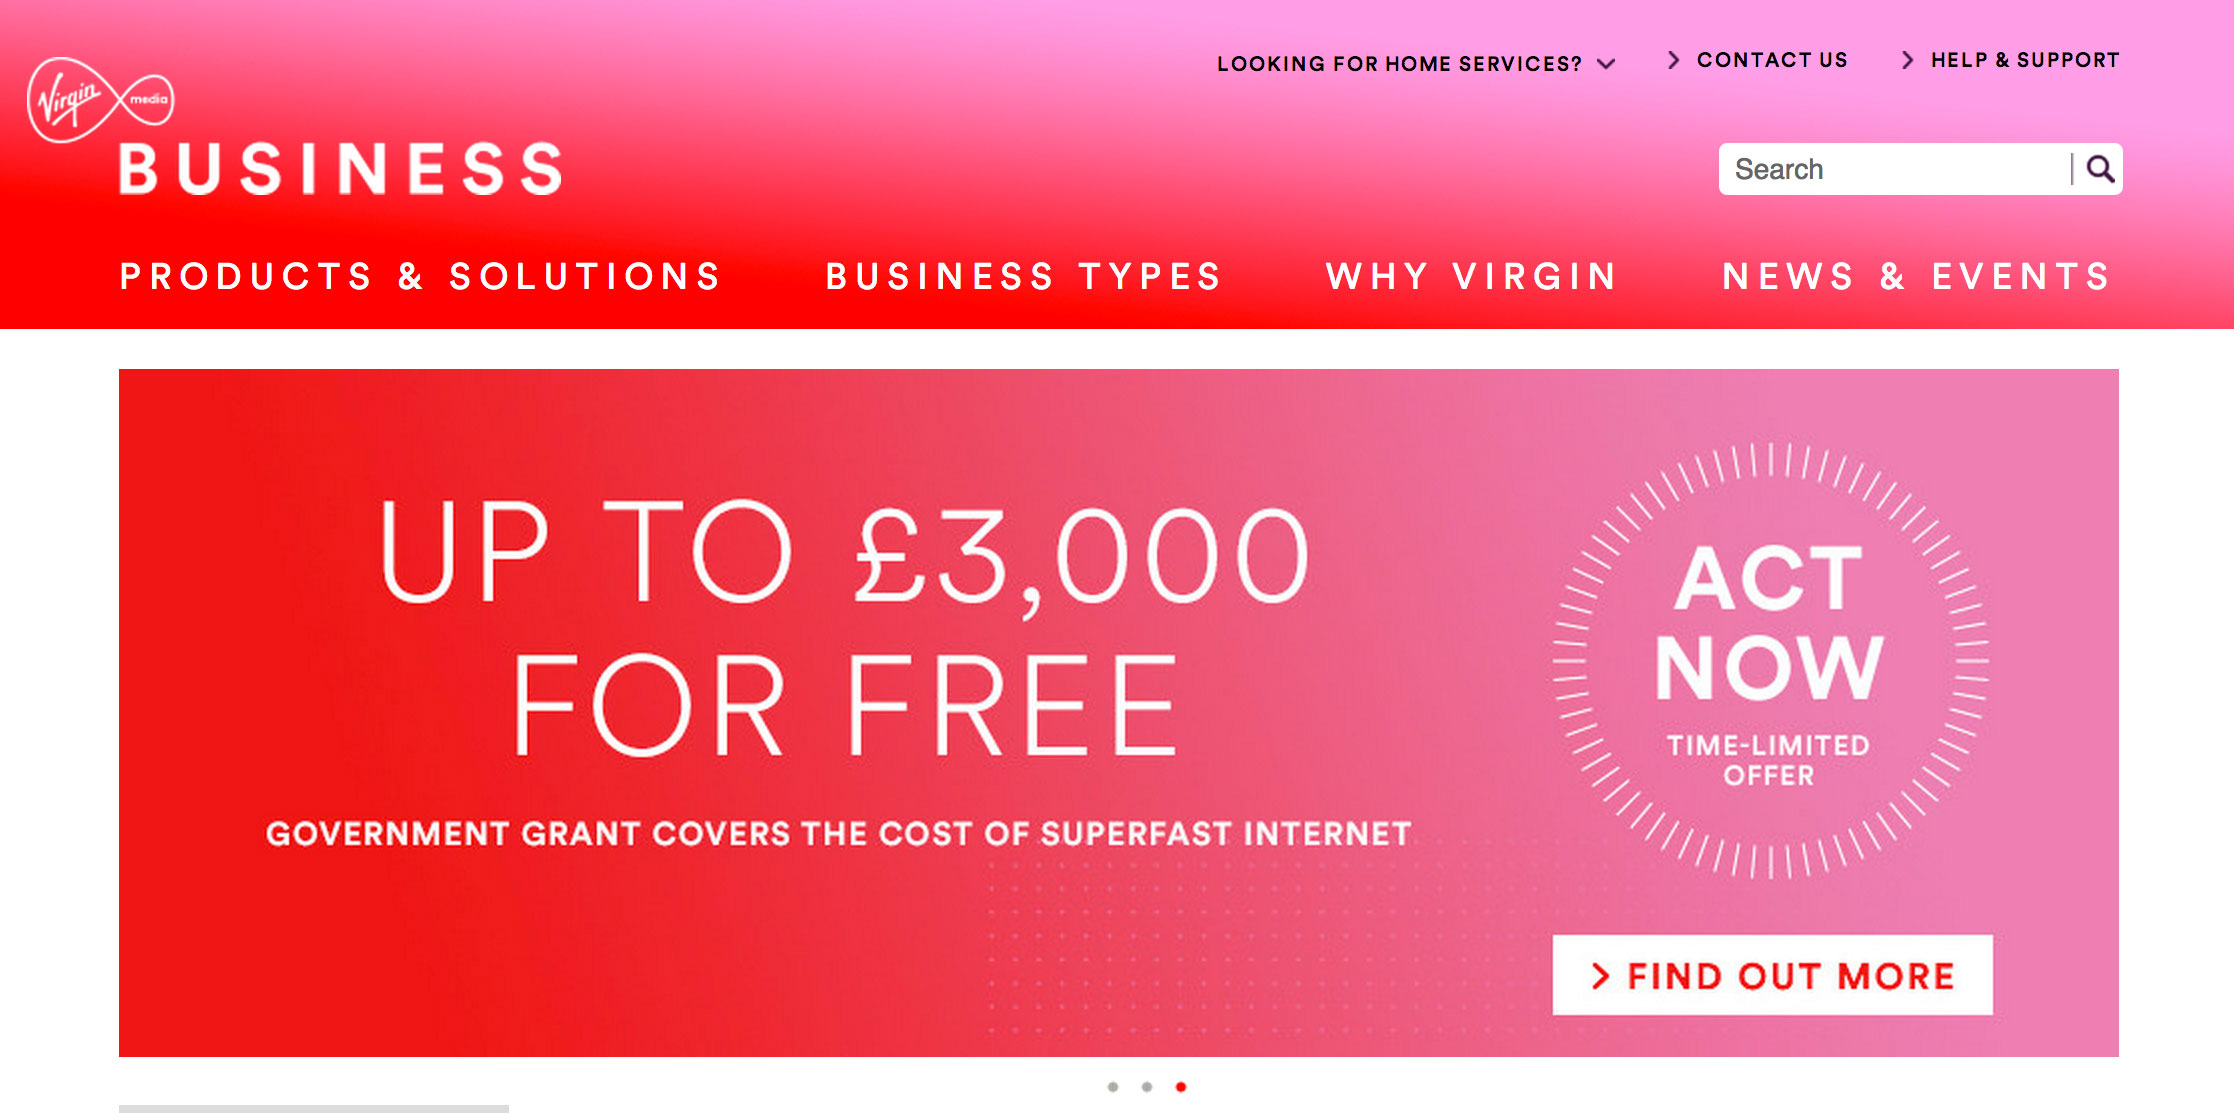 LOOKING FOR HOME SERVICES?
CONTACT US
HELP & SUPPORT
Virgin media
BUSINESS
Search
PRODUCTS & SOLUTIONS
BUSINESS TYPES
WHY VIRGIN
NEWS & EVENTS
UP TO £3,000
FOR FREE
GOVERNMENT GRANT COVERS THE COST OF SUPERFAST INTERNET
ACT
NOW
TIME-LIMITED
OFFER
FIND OUT MORE